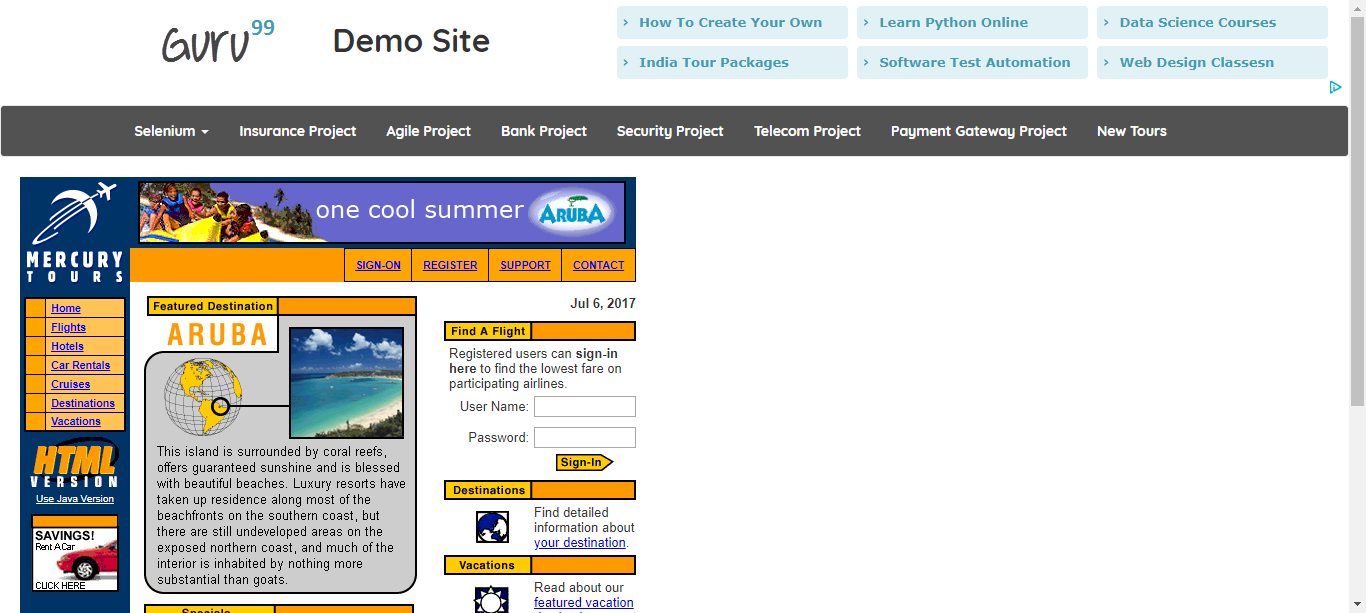 Guru99
Demo Site
How To Create Your Own
Learn Python Online
Data Science Courses
India Tour Packages
Software Test Automation
Web Design Classesn
Selenium
Insurance Project
Agile Project
Bank Project
Security Project
Telecom Project
Payment Gateway Project
New Tours
MERCURY
TOURS
one cool summer
ARUBA
SIGN-ON
REGISTER
SUPPORT
CONTACT
Home
Flights
Hotels
Car Rentals
Cruises
Destinations
Vacations
HTML
VERSION
Use Java Version
SAVINGS!
Rent A Car
CLICK HERE
Featured Destination
ARUBA
This island is surrounded by coral reefs,
offers guaranteed sunshine and is blessed
with beautiful beaches. Luxury resorts have
taken up residence along most of the
beachfronts on the southern coast, but
there are still undeveloped areas on the
exposed northern coast, and much of the
interior is inhabited by nothing more
substantial than goats.
Specials
Jul 6, 2017
Find A Flight
Registered users can sign-in
here to find the lowest fare on
participating airlines.
User Name:
Password:
Sign-In
Destinations
Find detailed
information about
your destination.
Vacations
Read about our
featured vacation